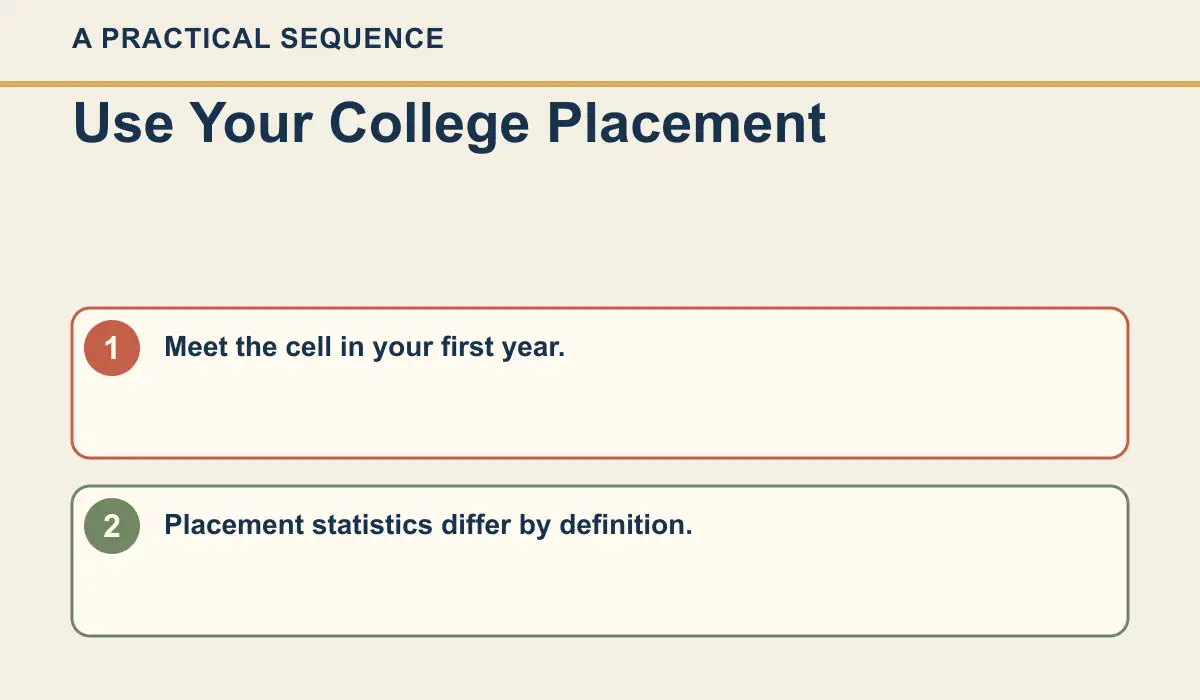 A PRACTICAL SEQUENCE
Use Your College Placement
1
Meet the cell in your first year.
2
Placement statistics differ by definition.